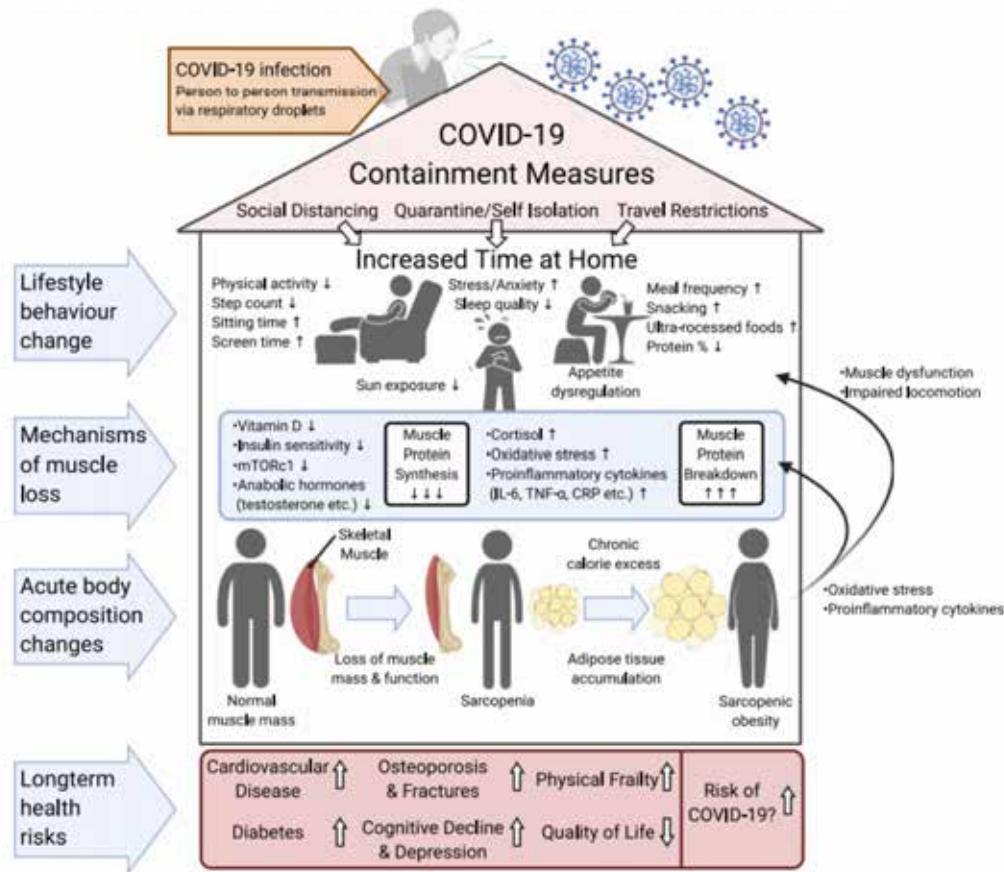 COVID-19 infection
Person to person transmission
via respiratory droplets
COVID-19
Containment Measures
Social Distancing Quarantine/Self Isolation Travel Restrictions
Increased Time at Home
Lifestyle
behaviour
change
Physical activity ↓
Step count ↓
Sitting time ↑
Screen time ↑
Stress/Anxiety ↑
Sleep quality ↓
Sun exposure ↓
Meal frequency ↑
Snacking ↑
Ultra-rocessed foods ↑
Protein % ↓
Appetite
dysregulation
•Muscle dysfunction
•Impaired locomotion
Mechanisms
of muscle
loss
•Vitamin D ↓
•Insulin sensitivity ↓
•mTORc1 ↓
•Anabolic hormones
(testosterone etc.) ↓
Muscle
Protein
Synthesis
↓↓↓
•Cortisol ↑
•Oxidative stress ↑
•Proinflammatory cytokines
(IL-6, TNF-α, CRP etc.) ↑
Muscle
Protein
Breakdown
↑↑↑
Acute body
composition
changes
Skeletal
Muscle
Normal
muscle mass
Loss of muscle
mass & function
Sarcopenia
Chronic
calorie excess
Adipose tissue
accumulation
Sarcopenic
obesity
•Oxidative stress
•Proinflammatory cytokines
Longterm
health
risks
Cardiovascular
Disease
Osteoporosis
& Fractures
Physical Frailty
Diabetes
Cognitive Decline
& Depression
Quality of Life
Risk of
COVID-19?